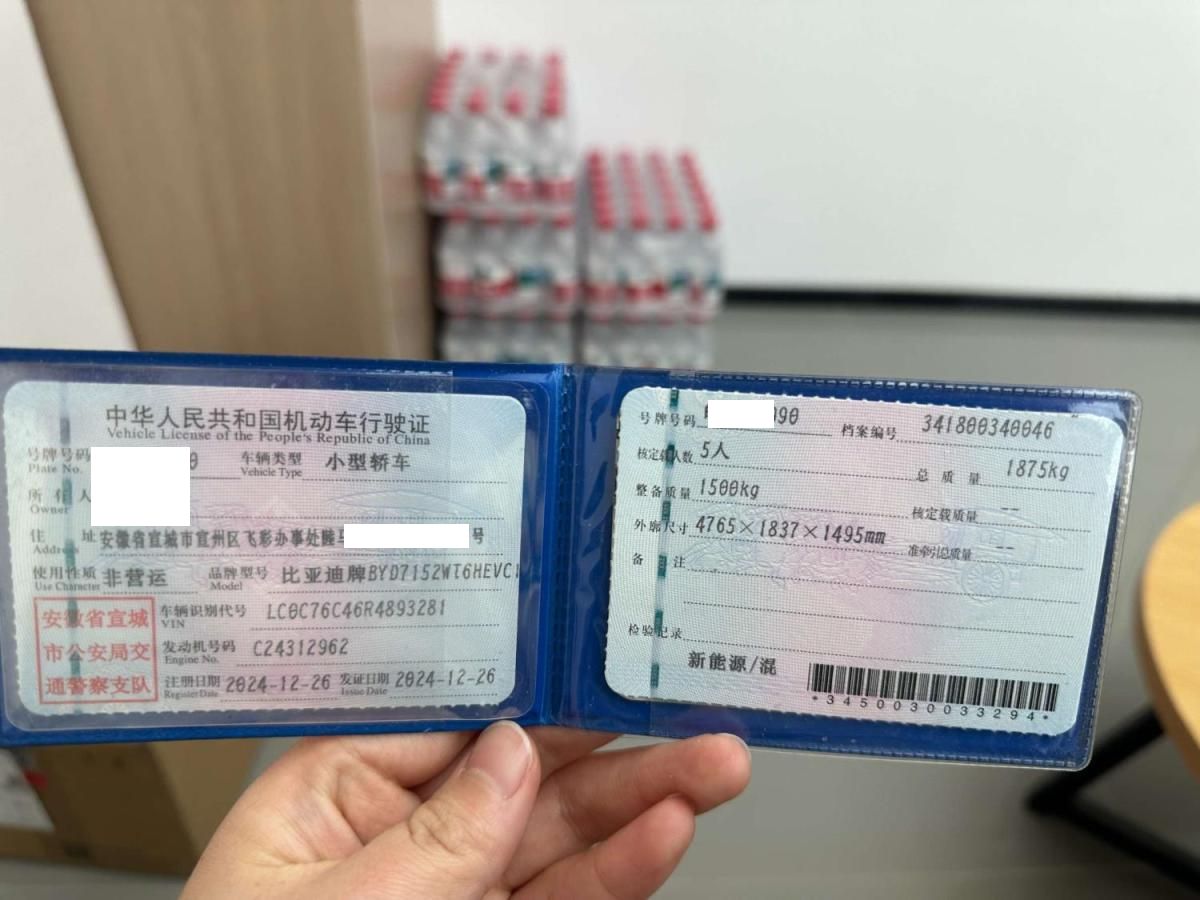 中华人民共和国机动车行驶证
Vehicle License of the People's Republic of China
号牌号码 0 车辆类型 小型轿车
Plate No. Vehicle Type
所有人
Owner
住址 安徽省宣城市宣州区飞彩办事处 号
Address
使用性质 非营运 品牌型号 比亚迪牌BYD7152WT6HEVC1
Use Character Model
安徽省宣城
市公安局交
通警察支队
车辆识别代号 LC0C76C46R4893281
VIN
发动机号码 C24312962
Engine No.
注册日期 2024-12-26 发证日期 2024-12-26
Register Date Issue Date
号牌号码 090 档案编号 341800340046
核定载人数 5人 总质量 1875kg
整备质量 1500kg 核定载质量 --
外廓尺寸 4765×1837×1495mm 准牵引总质量 --
备注
检验记录
新能源/混
*3450030033294*